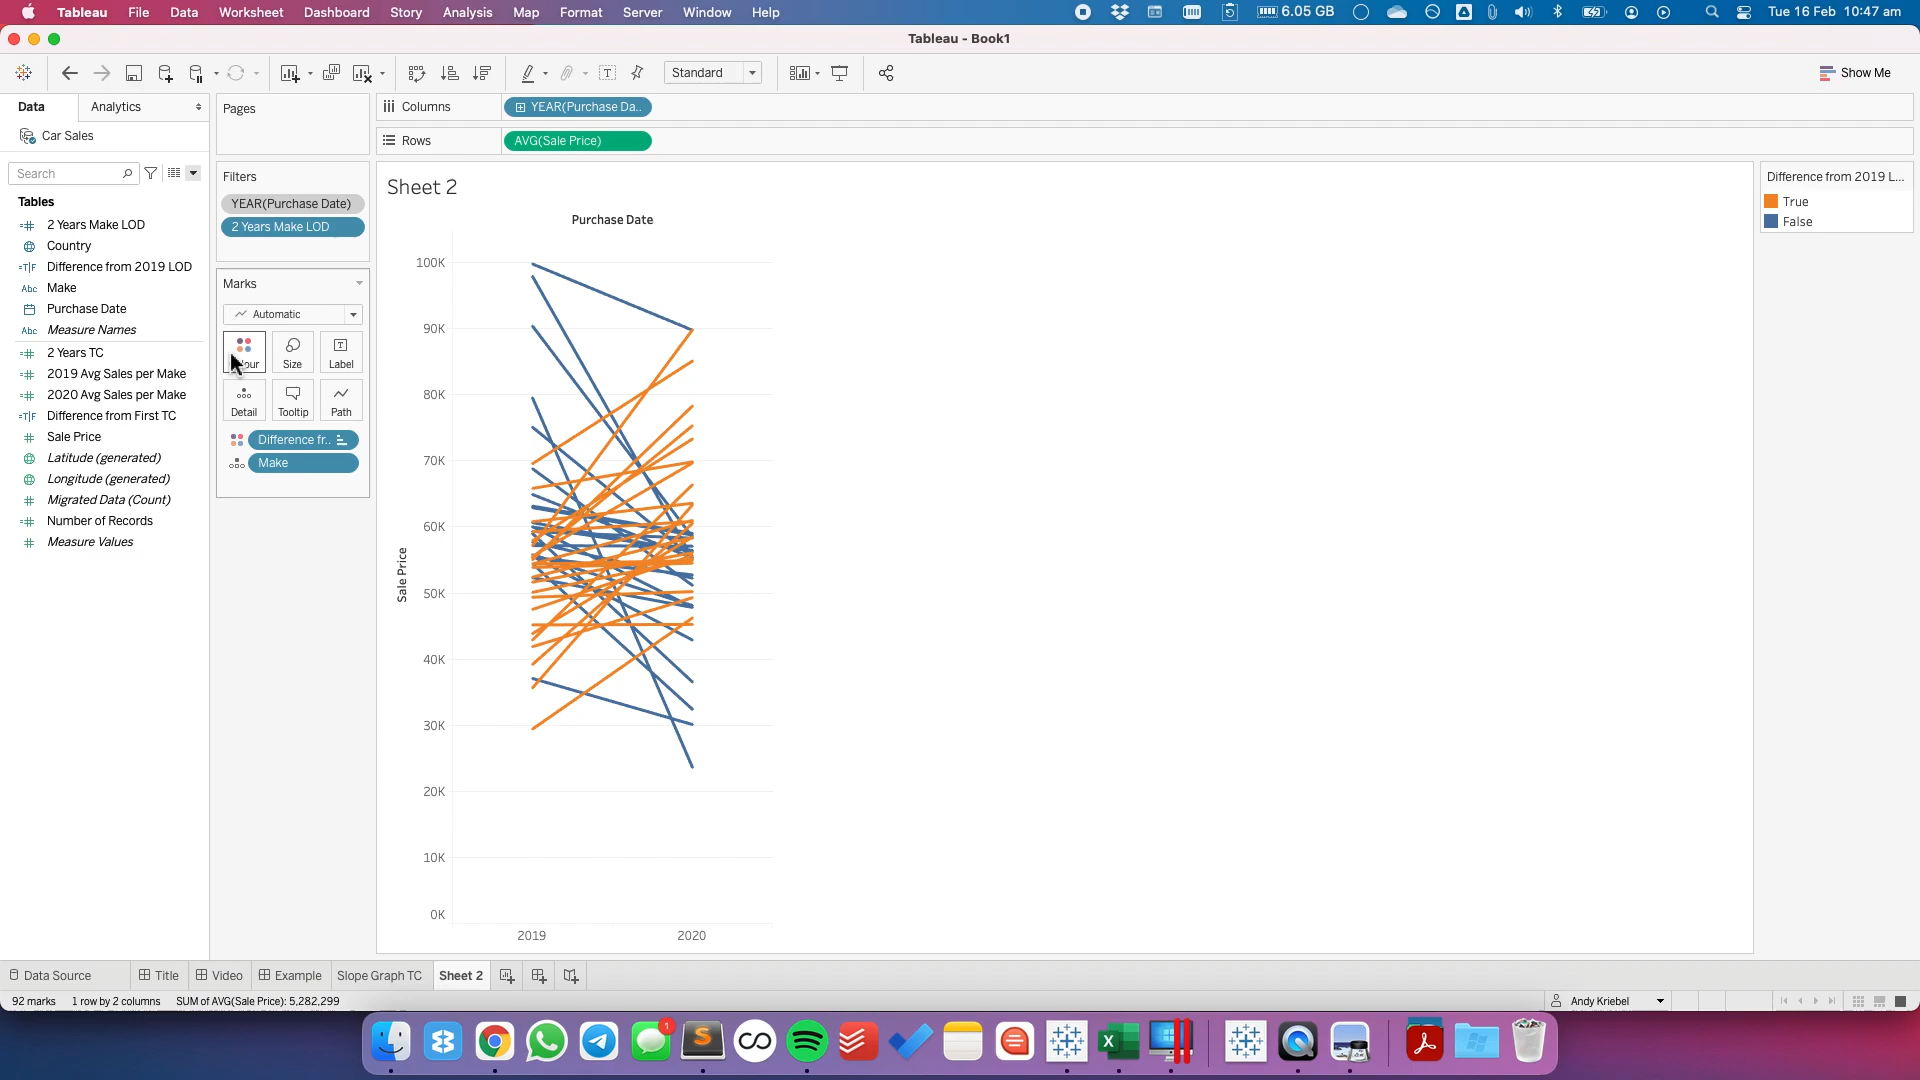 Tableau File Data Worksheet Dashboard Story Analysis Map Format Server Window Help 6.05 GB Tue 16 Feb 10:47 am
Tableau - Book1
Standard Show Me
Data Analytics
Car Sales
Search
Tables
2 Years Make LOD
Country
=T|F Difference from 2019 LOD
Abc Make
Purchase Date
Abc Measure Names
2 Years TC
2019 Avg Sales per Make
2020 Avg Sales per Make
=T|F Difference from First TC
Sale Price
Latitude (generated)
Longitude (generated)
Migrated Data (Count)
Number of Records
Measure Values
Pages
Filters
YEAR(Purchase Date)
2 Years Make LOD
Marks
Automatic
Size Label
Detail Tooltip Path
Difference fr..
Make
Columns YEAR(Purchase Da..
Rows AVG(Sale Price)
Sheet 2
Purchase Date
100K
90K
80K
70K
60K
50K
40K
30K
20K
10K
0K
Sale Price
2019 2020
Difference from 2019 L...
True
False
Data Source Title Video Example Slope Graph TC Sheet 2
92 marks 1 row by 2 columns SUM of AVG(Sale Price): 5,282,299 Andy Kriebel
1